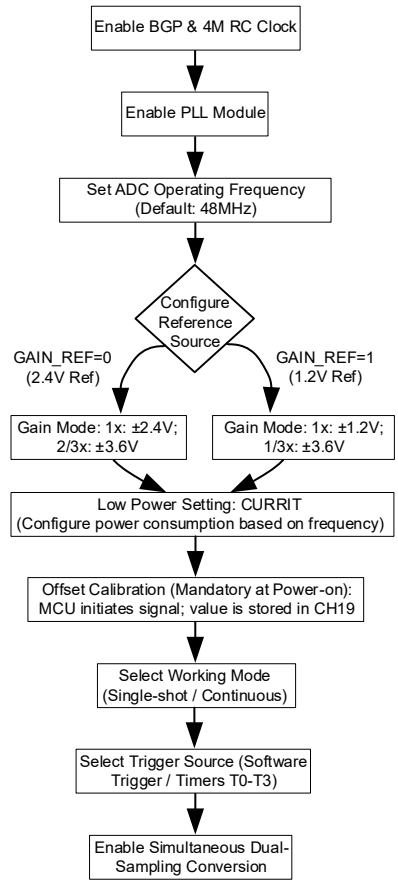 Enable BGP & 4M RC Clock
Enable PLL Module
Set ADC Operating Frequency
(Default: 48MHz)
Configure
Reference
Source
GAIN_REF=0
(2.4V Ref)
GAIN_REF=1
(1.2V Ref)
Gain Mode: 1x: ±2.4V;
2/3x: ±3.6V
Gain Mode: 1x: ±1.2V;
1/3x: ±3.6V
Low Power Setting: CURRIT
(Configure power consumption based on frequency)
Offset Calibration (Mandatory at Power-on):
MCU initiates signal; value is stored in CH19
Select Working Mode
(Single-shot / Continuous)
Select Trigger Source (Software
Trigger / Timers T0-T3)
Enable Simultaneous Dual-
Sampling Conversion